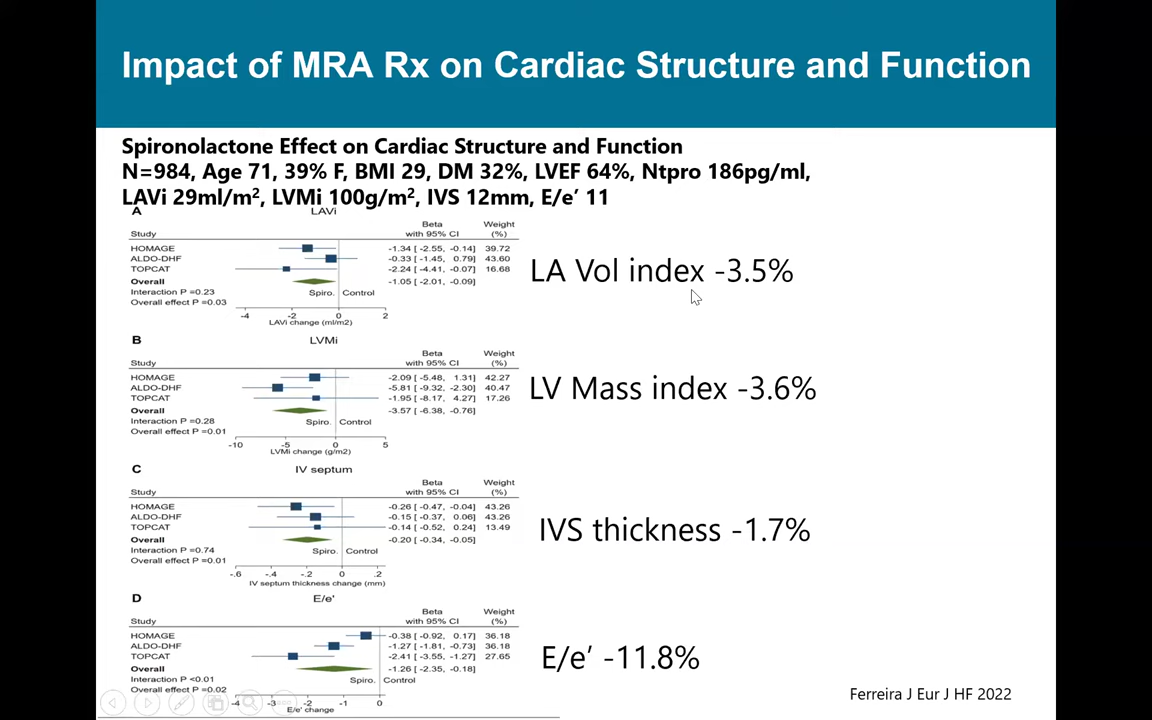 Impact of MRA Rx on Cardiac Structure and Function
Spironolactone Effect on Cardiac Structure and Function
N=984, Age 71, 39% F, BMI 29, DM 32%, LVEF 64%, Ntpro 186pg/ml,
LAVi 29ml/m², LVMi 100g/m², IVS 12mm, E/e’ 11
A LAVi
Beta Weight
Study with 95% CI (%)
HOMAGE -1.34 [ -2.55, -0.14] 39.72
ALDO-DHF -0.33 [ -1.45, 0.79] 43.60
TOPCAT -2.24 [ -4.41, -0.07] 16.68
Overall -1.05 [ -2.01, -0.09]
Interaction P =0.23 Spiro. Control
Overall effect P =0.03
-4 -2 0 2
LAVi change (ml/m2)
LA Vol index -3.5%
B LVMi
Beta Weight
Study with 95% CI (%)
HOMAGE -2.09 [ -5.48, 1.31] 42.27
ALDO-DHF -5.81 [ -9.32, -2.30] 40.47
TOPCAT -1.95 [ -8.17, 4.27] 17.26
Overall -3.57 [ -6.38, -0.76]
Interaction P =0.28 Spiro. Control
Overall effect P =0.01
-10 -5 0 5
LVMi change (g/m2)
LV Mass index -3.6%
C IV septum
Beta Weight
Study with 95% CI (%)
HOMAGE -0.26 [ -0.47, -0.04] 43.26
ALDO-DHF -0.15 [ -0.37, 0.06] 43.26
TOPCAT -0.14 [ -0.52, 0.24] 13.49
Overall -0.20 [ -0.34, -0.05]
Interaction P =0.74 Spiro. Control
Overall effect P =0.01
-.6 -.4 -.2 0 .2
IV septum thickness change (mm)
IVS thickness -1.7%
D E/e'
Beta Weight
Study with 95% CI (%)
HOMAGE -0.38 [ -0.92, 0.17] 36.18
ALDO-DHF -1.27 [ -1.81, -0.73] 36.18
TOPCAT -2.41 [ -3.55, -1.27] 27.65
Overall -1.26 [ -2.35, -0.18]
Interaction P <0.01 Spiro. Control
Overall effect P =0.02
-4 -3 -2 -1 0
E/e' change
E/e’ -11.8%
Ferreira J Eur J HF 2022